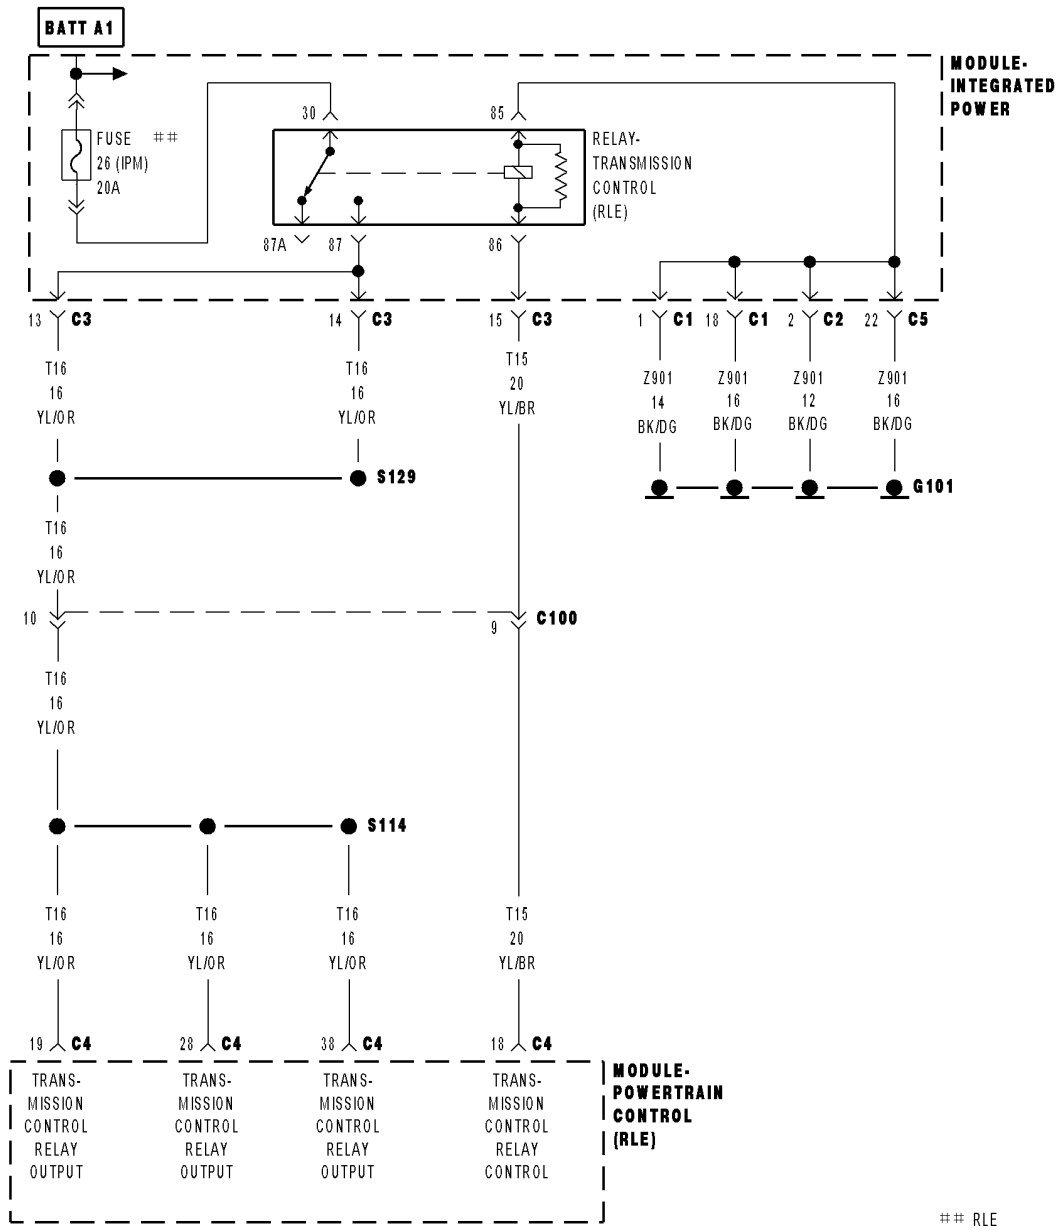 BATT A1
MODULE-
INTEGRATED
POWER
FUSE ##
26 (IPM)
20A
30
85
RELAY-
TRANSMISSION
CONTROL
(RLE)
87A
87
86
13 C3
14 C3
15 C3
1 C1
18 C1
2 C2
22 C5
T16
16
YL/OR
T16
16
YL/OR
T15
20
YL/BR
Z901
14
BK/DG
Z901
16
BK/DG
Z901
12
BK/DG
Z901
16
BK/DG
S129
G101
T16
16
YL/OR
10
9
C100
T16
16
YL/OR
S114
T16
16
YL/OR
T16
16
YL/OR
T16
16
YL/OR
T15
20
YL/BR
19 C4
28 C4
38 C4
18 C4
TRANS-
MISSION
CONTROL
RELAY
OUTPUT
TRANS-
MISSION
CONTROL
RELAY
OUTPUT
TRANS-
MISSION
CONTROL
RELAY
OUTPUT
TRANS-
MISSION
CONTROL
RELAY
CONTROL
MODULE-
POWERTRAIN
CONTROL
(RLE)
## RLE